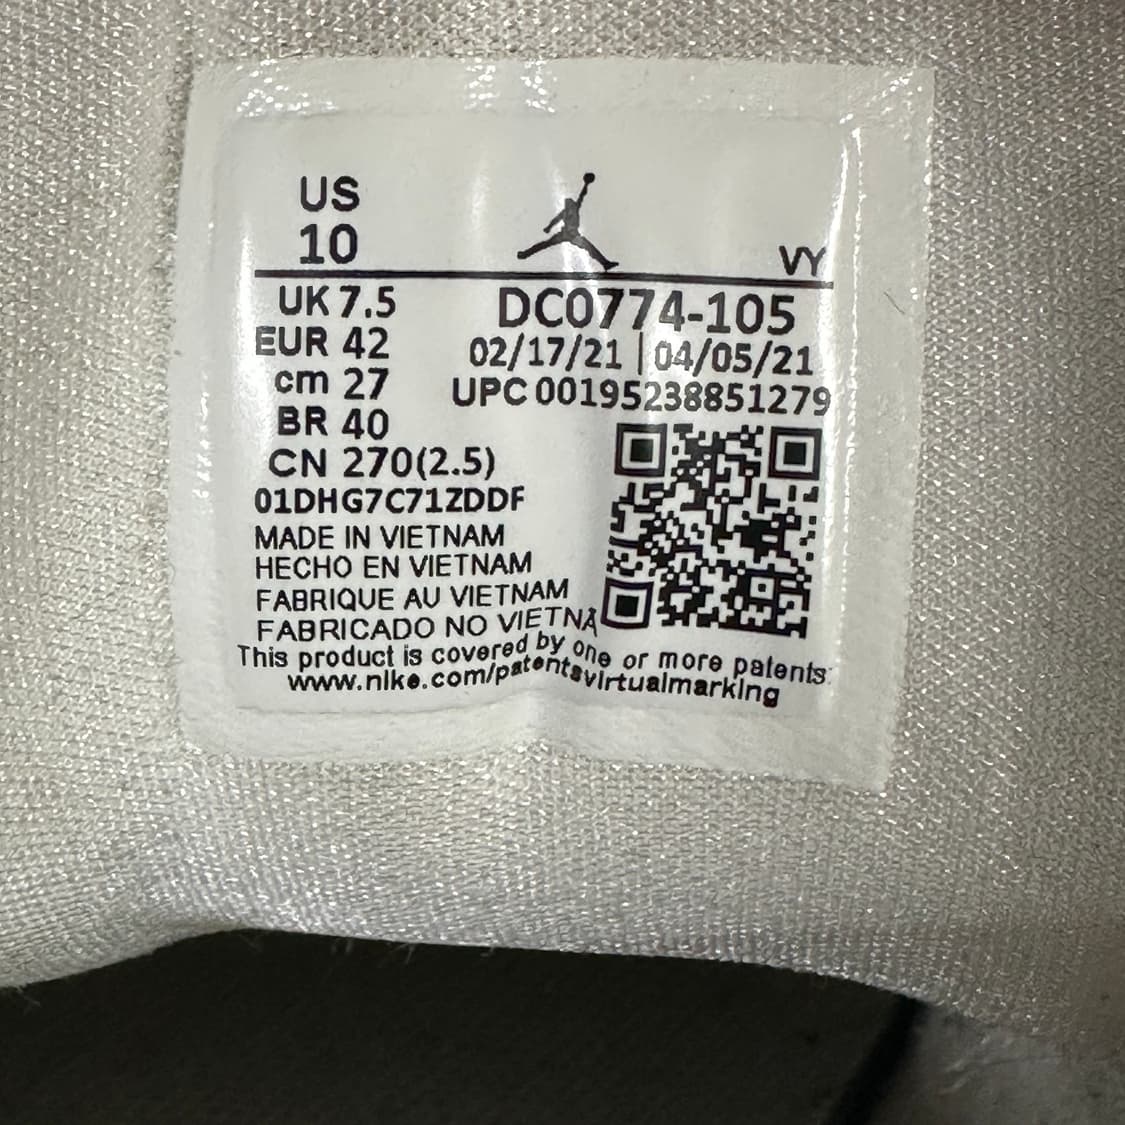 US
10
VY
UK 7.5
EUR 42
cm 27
BR 40
CN 270(2.5)
DC0774-105
02/17/21 | 04/05/21
UPC 00195238851279
01DHG7C71ZDDF
MADE IN VIETNAM
HECHO EN VIETNAM
FABRIQUE AU VIETNAM
FABRICADO NO VIETNA
This product is covered by one or more patents:
www.nike.com/patentsvirtualmarking